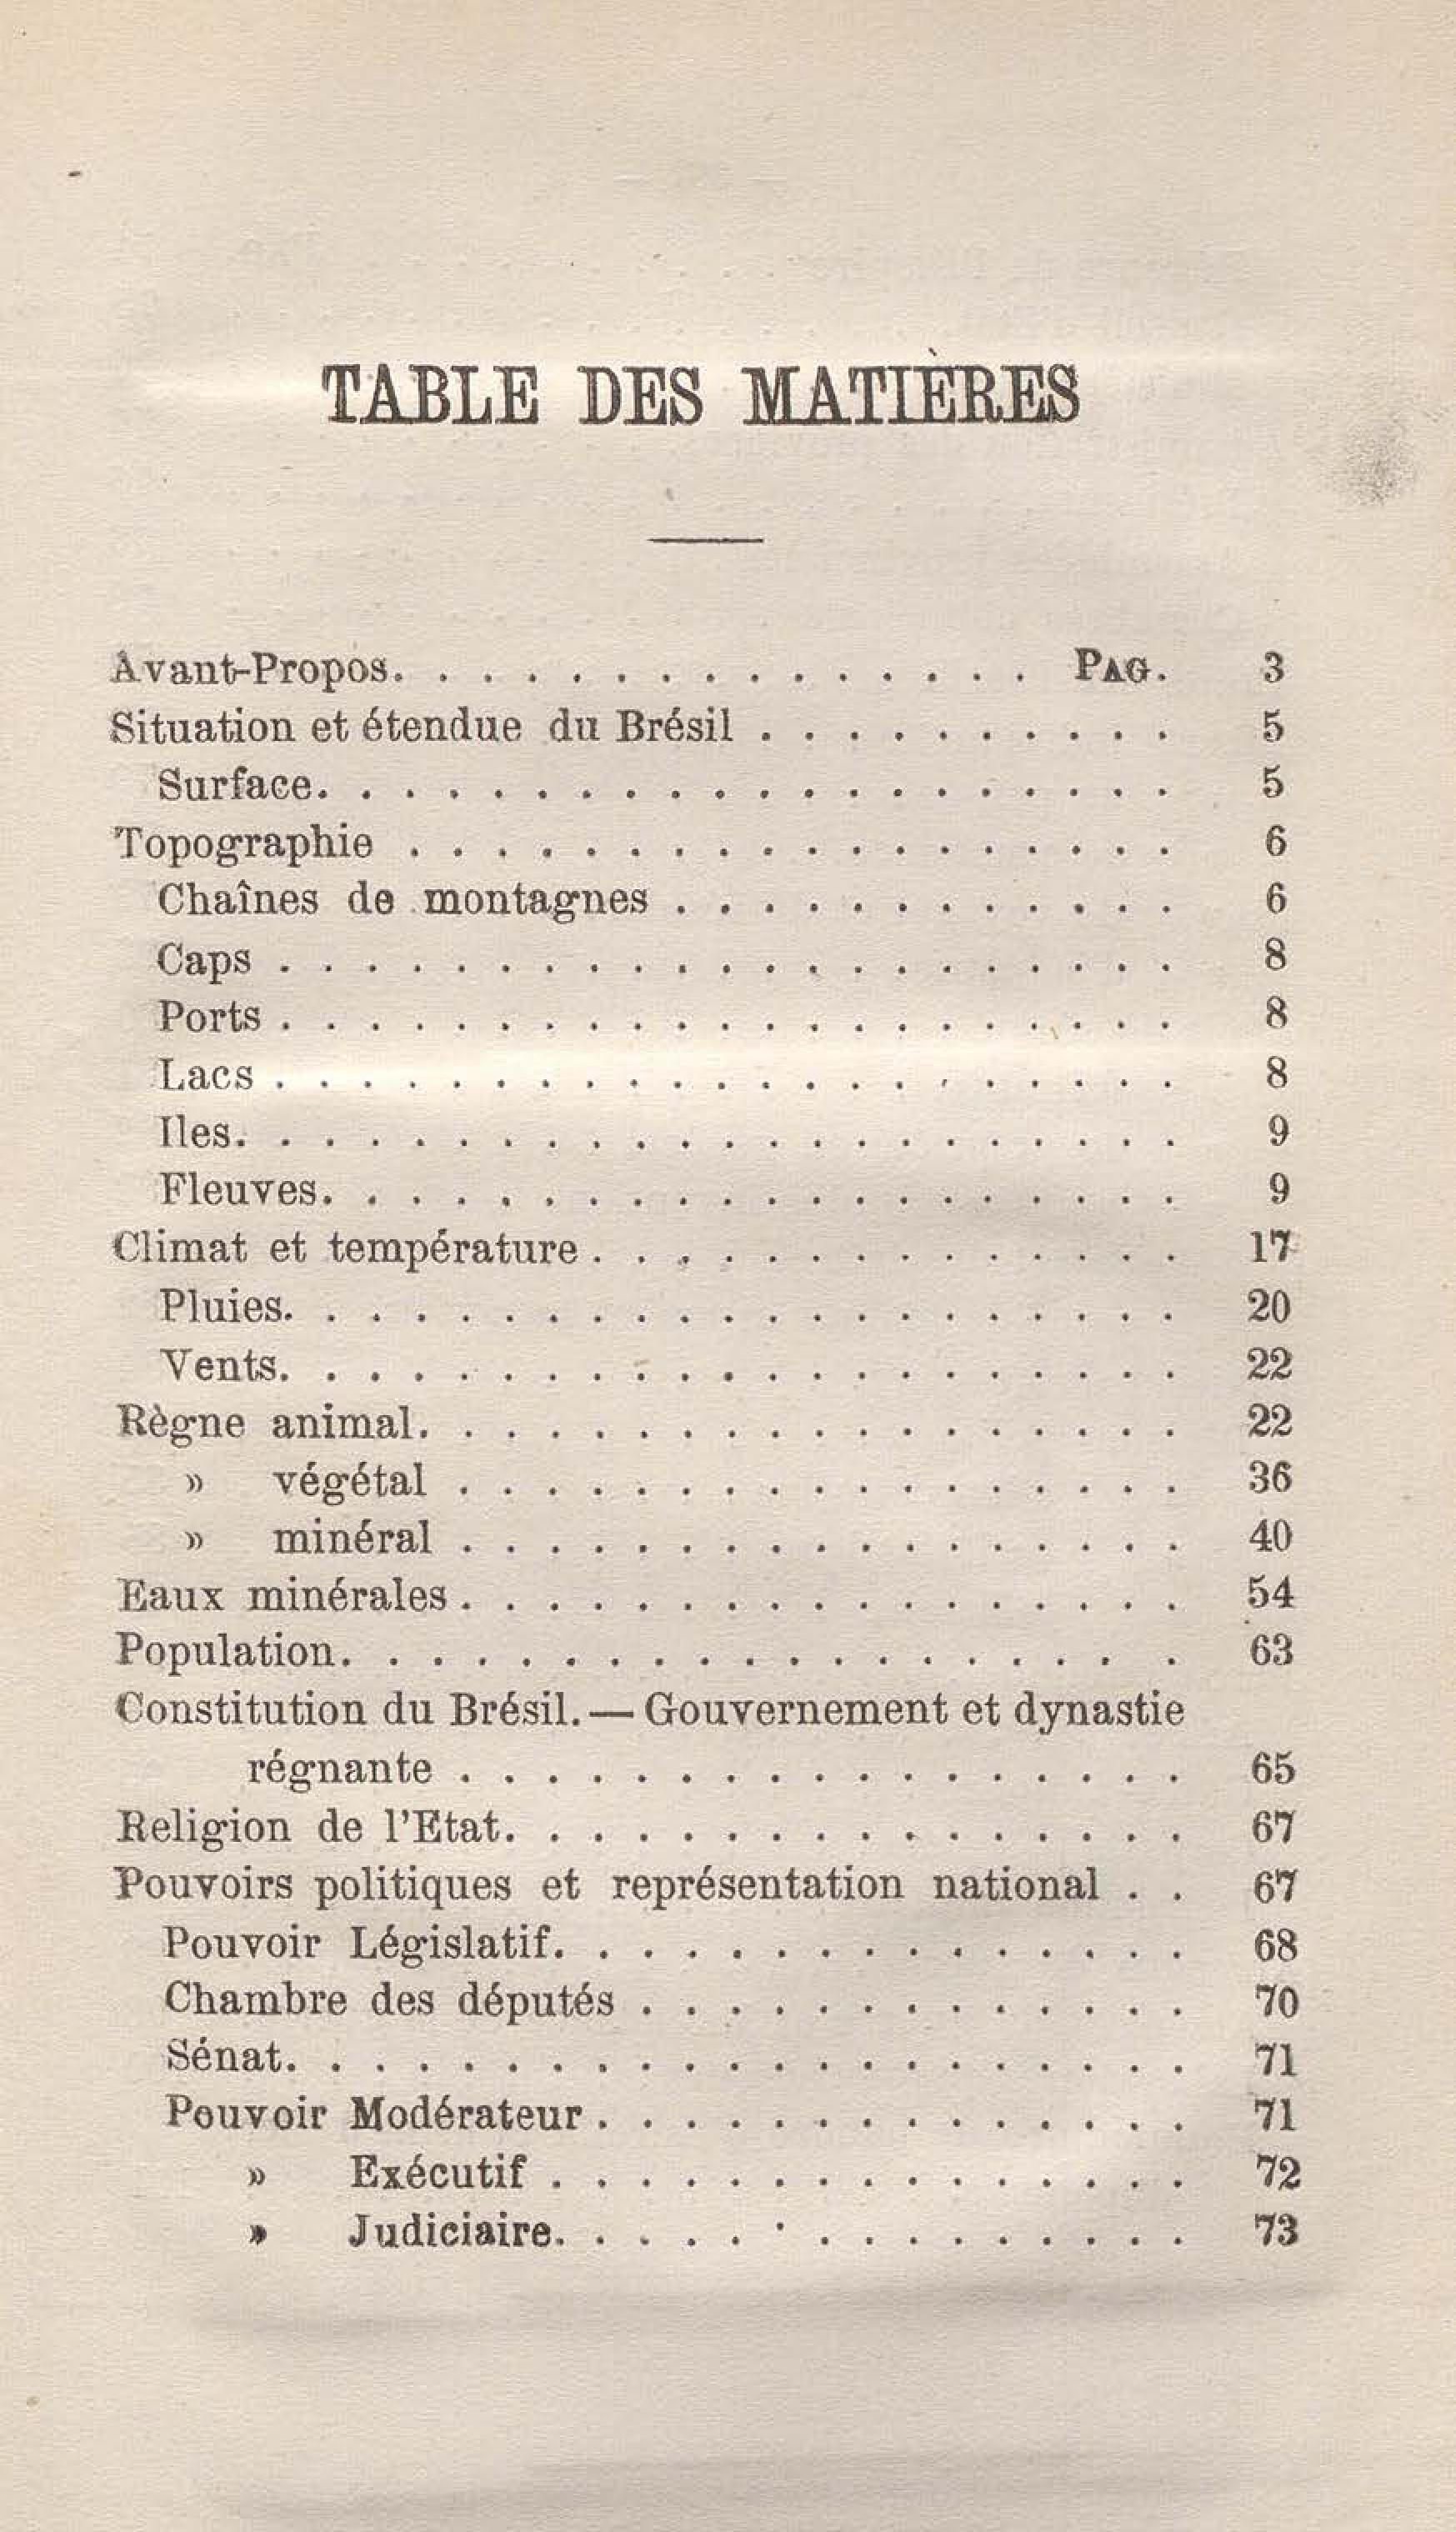 TABLE DES MATIÈRES
Avant-Propos. . . . . . . . . . . . . . . PAG. 3
Situation et étendue du Brésil . . . . . . . . . . 5
Surface. . . . . . . . . . . . . . . . . . . . 5
Topographie . . . . . . . . . . . . . . . . . . 6
Chaînes de montagnes . . . . . . . . . . . . 6
Caps . . . . . . . . . . . . . . . . . . . . . 8
Ports . . . . . . . . . . . . . . . . . . . . . 8
Lacs . . . . . . . . . . . . . . . . . . . . . 8
Iles. . . . . . . . . . . . . . . . . . . . . . 9
Fleuves. . . . . . . . . . . . . . . . . . . . 9
Climat et température . . . . . . . . . . . . . . 17
Pluies. . . . . . . . . . . . . . . . . . . . . 20
Vents. . . . . . . . . . . . . . . . . . . . . 22
Règne animal. . . . . . . . . . . . . . . . . . 22
» végétal . . . . . . . . . . . . . . . . . 36
» minéral . . . . . . . . . . . . . . . . . 40
Eaux minérales . . . . . . . . . . . . . . . . . 54
Population. . . . . . . . . . . . . . . . . . . 63
Constitution du Brésil. — Gouvernement et dynastie
régnante . . . . . . . . . . . . . . . . . 65
Religion de l'Etat. . . . . . . . . . . . . . . . 67
Pouvoirs politiques et représentation national . . 67
Pouvoir Législatif. . . . . . . . . . . . . . . 68
Chambre des députés . . . . . . . . . . . . . 70
Sénat. . . . . . . . . . . . . . . . . . . . . 71
Pouvoir Modérateur . . . . . . . . . . . . . . 71
» Exécutif . . . . . . . . . . . . . . . 72
» Judiciaire. . . . . . . . . . . . . . . 73